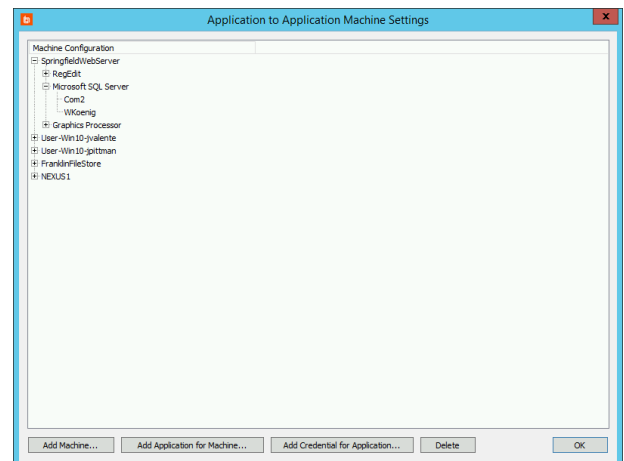 Application to Application Machine Settings
Machine Configuration
SpringfieldWebServer
RegEdit
Microsoft SQL Server
Com2
WKoenig
Graphics Processor
User-Win10-jvalente
User-Win10-jpittman
FranklinFileStore
NEXUS1
Add Machine... Add Application for Machine... Add Credential for Application... Delete OK